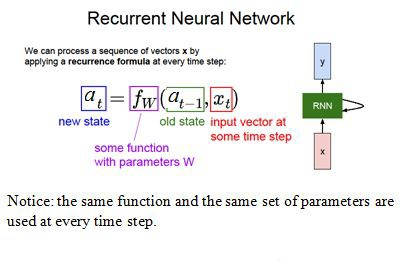 Recurrent Neural Network
We can process a sequence of vectors x by
applying a recurrence formula at every time step:
a_t = f_W(a_{t-1}, x_t)
new state
old state
input vector at
some time step
some function
with parameters W
y
RNN
x
Notice: the same function and the same set of parameters are
used at every time step.